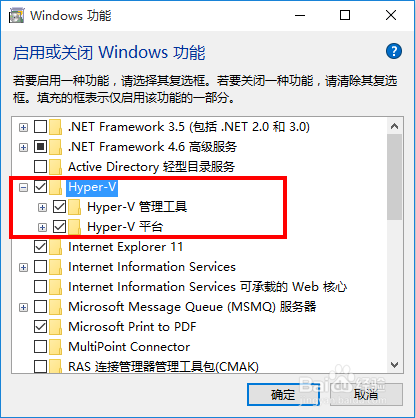 Windows 功能
启用或关闭 Windows 功能
若要启用一种功能，请选择其复选框。若要关闭一种功能，请清除其复选
框。填充的框表示仅启用该功能的一部分。
.NET Framework 3.5 (包括 .NET 2.0 和 3.0)
.NET Framework 4.6 高级服务
Active Directory 轻型目录服务
Hyper-V
Hyper-V 管理工具
Hyper-V 平台
Internet Explorer 11
Internet Information Services
Internet Information Services 可承载的 Web 核心
Microsoft Message Queue (MSMQ) 服务器
Microsoft Print to PDF
MultiPoint Connector
RAS 连接管理器管理工具包(CMAK)
确定
取消